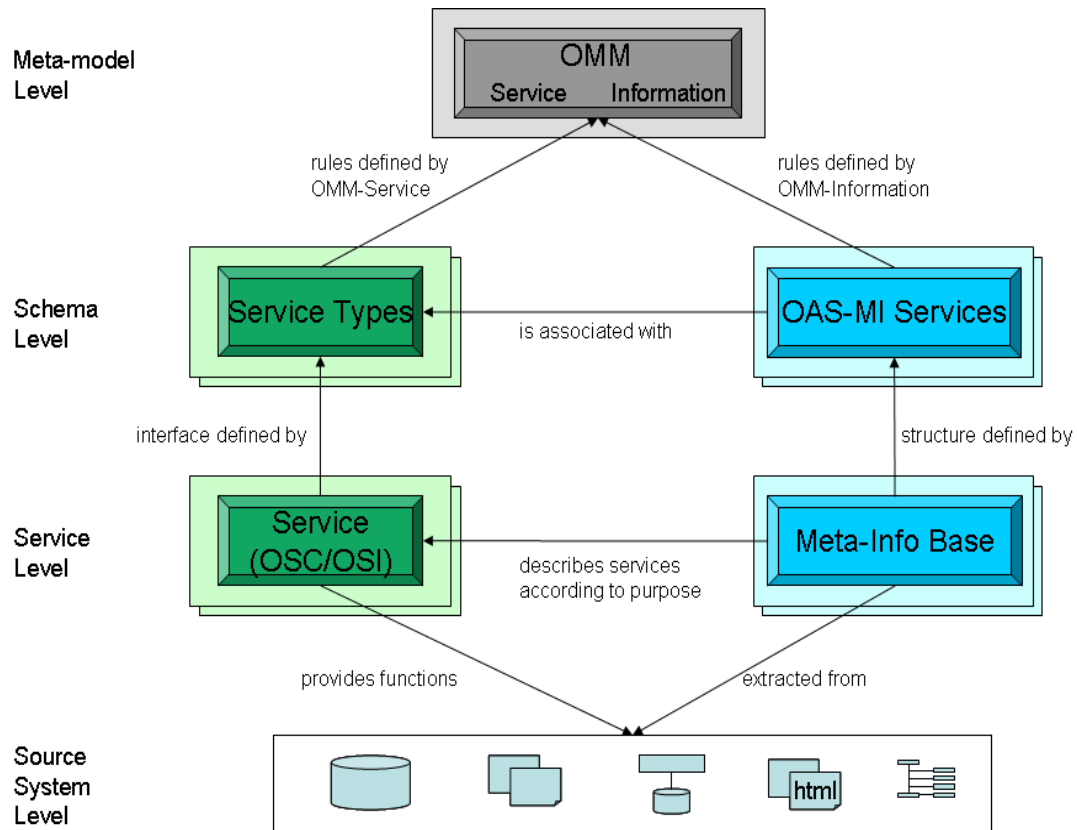 Meta-model
Level
OMM
Service Information
rules defined by
OMM-Service
rules defined by
OMM-Information
Schema
Level
Service Types
is associated with
OAS-MI Services
interface defined by
structure defined by
Service
Level
Service
(OSC/OSI)
describes services
according to purpose
Meta-Info Base
provides functions
extracted from
Source
System
Level
html